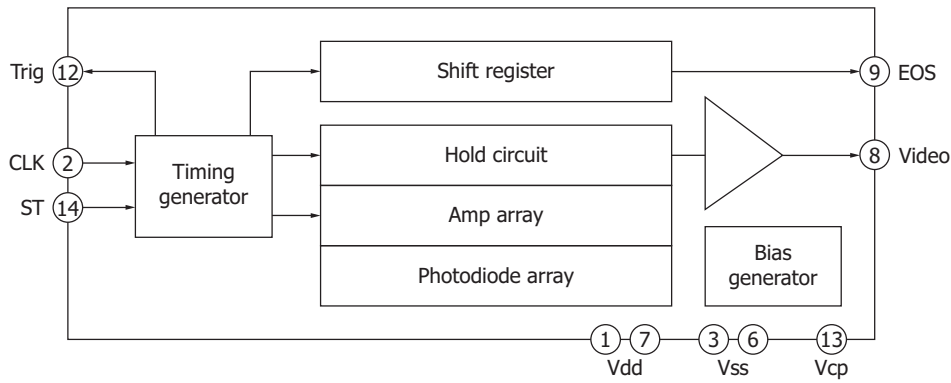 Trig 12
Shift register
9 EOS
CLK 2
Timing
generator
Hold circuit
8 Video
ST 14
Amp array
Photodiode array
Bias
generator
1 7 3 6 13
Vdd Vss Vcp